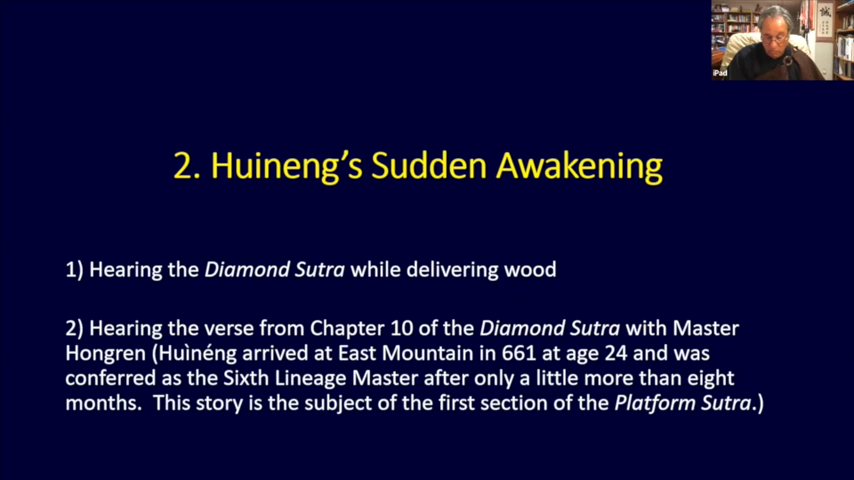 iPad
2. Huineng's Sudden Awakening
1) Hearing the Diamond Sutra while delivering wood
2) Hearing the verse from Chapter 10 of the Diamond Sutra with Master
Hongren (Huìnéng arrived at East Mountain in 661 at age 24 and was
conferred as the Sixth Lineage Master after only a little more than eight
months.  This story is the subject of the first section of the Platform Sutra.)